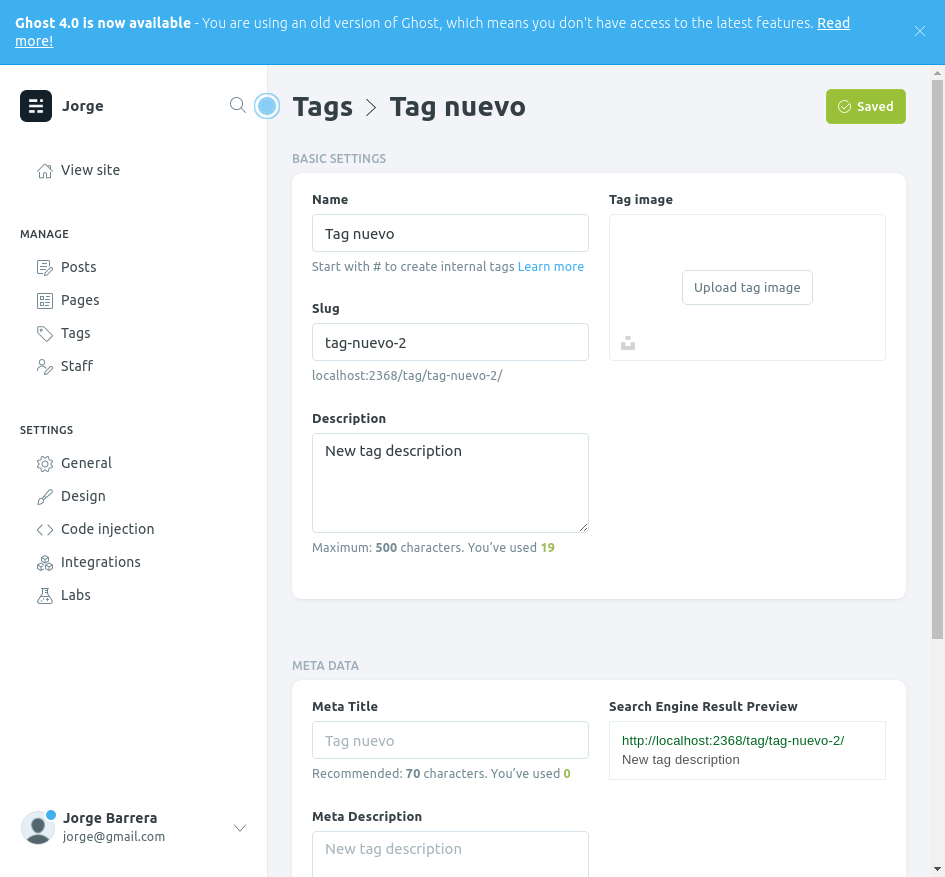 Ghost 4.0 is now available - You are using an old version of Ghost, which means you don't have access to the latest features. Read
more!
Jorge
View site
MANAGE
Posts
Pages
Tags
Staff
SETTINGS
General
Design
Code injection
Integrations
Labs
Jorge Barrera
jorge@gmail.com
Tags > Tag nuevo
Saved
BASIC SETTINGS
Name
Tag nuevo
Start with # to create internal tags Learn more
Slug
tag-nuevo-2
localhost:2368/tag/tag-nuevo-2/
Description
New tag description
Maximum: 500 characters. You’ve used 19
Tag image
Upload tag image
META DATA
Meta Title
Tag nuevo
Recommended: 70 characters. You’ve used 0
Meta Description
New tag description
Search Engine Result Preview
http://localhost:2368/tag/tag-nuevo-2/
New tag description